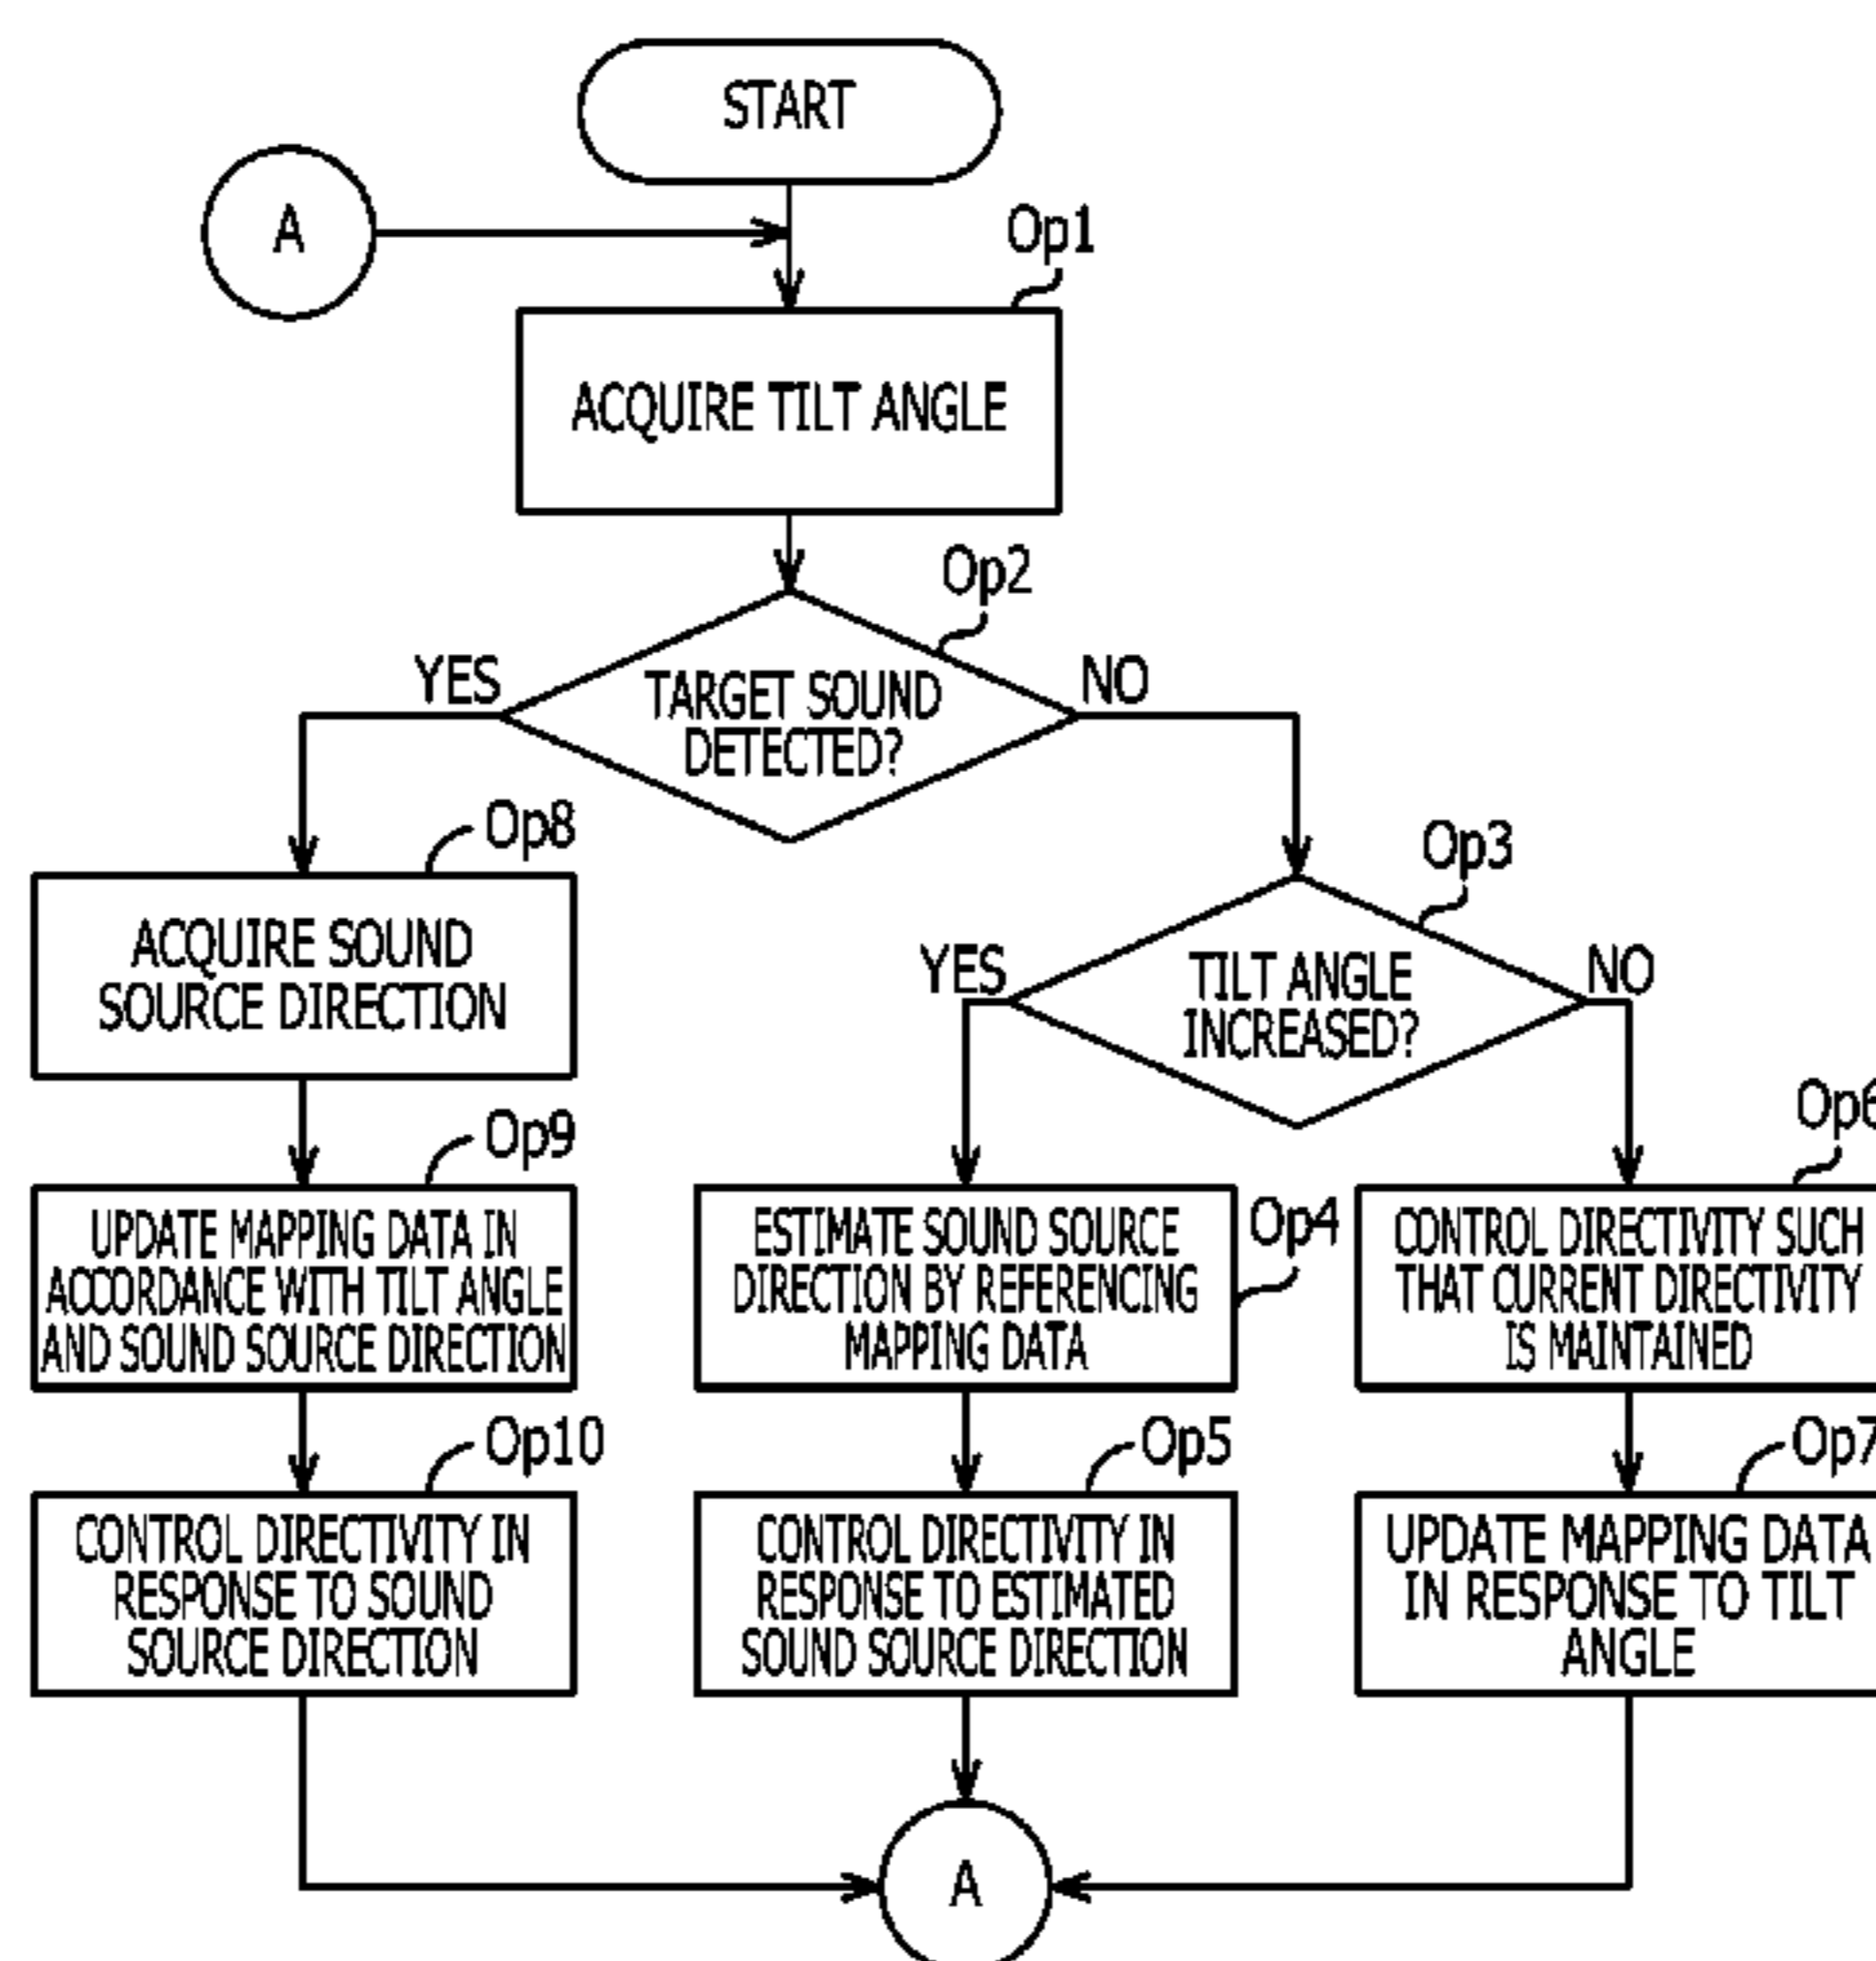 START
A
Op1
ACQUIRE TILT ANGLE
Op2
YES
NO
TARGET SOUND
DETECTED?
Op8
Op3
ACQUIRE SOUND
SOURCE DIRECTION
YES
NO
TILT ANGLE
INCREASED?
Op9
Op6
UPDATE MAPPING DATA IN
ACCORDANCE WITH TILT ANGLE
AND SOUND SOURCE DIRECTION
ESTIMATE SOUND SOURCE
DIRECTION BY REFERENCING
MAPPING DATA
Op4
CONTROL DIRECTIVITY SUCH
THAT CURRENT DIRECTIVITY
IS MAINTAINED
Op10
Op5
Op7
CONTROL DIRECTIVITY IN
RESPONSE TO SOUND
SOURCE DIRECTION
CONTROL DIRECTIVITY IN
RESPONSE TO ESTIMATED
SOUND SOURCE DIRECTION
UPDATE MAPPING DATA
IN RESPONSE TO TILT
ANGLE
A